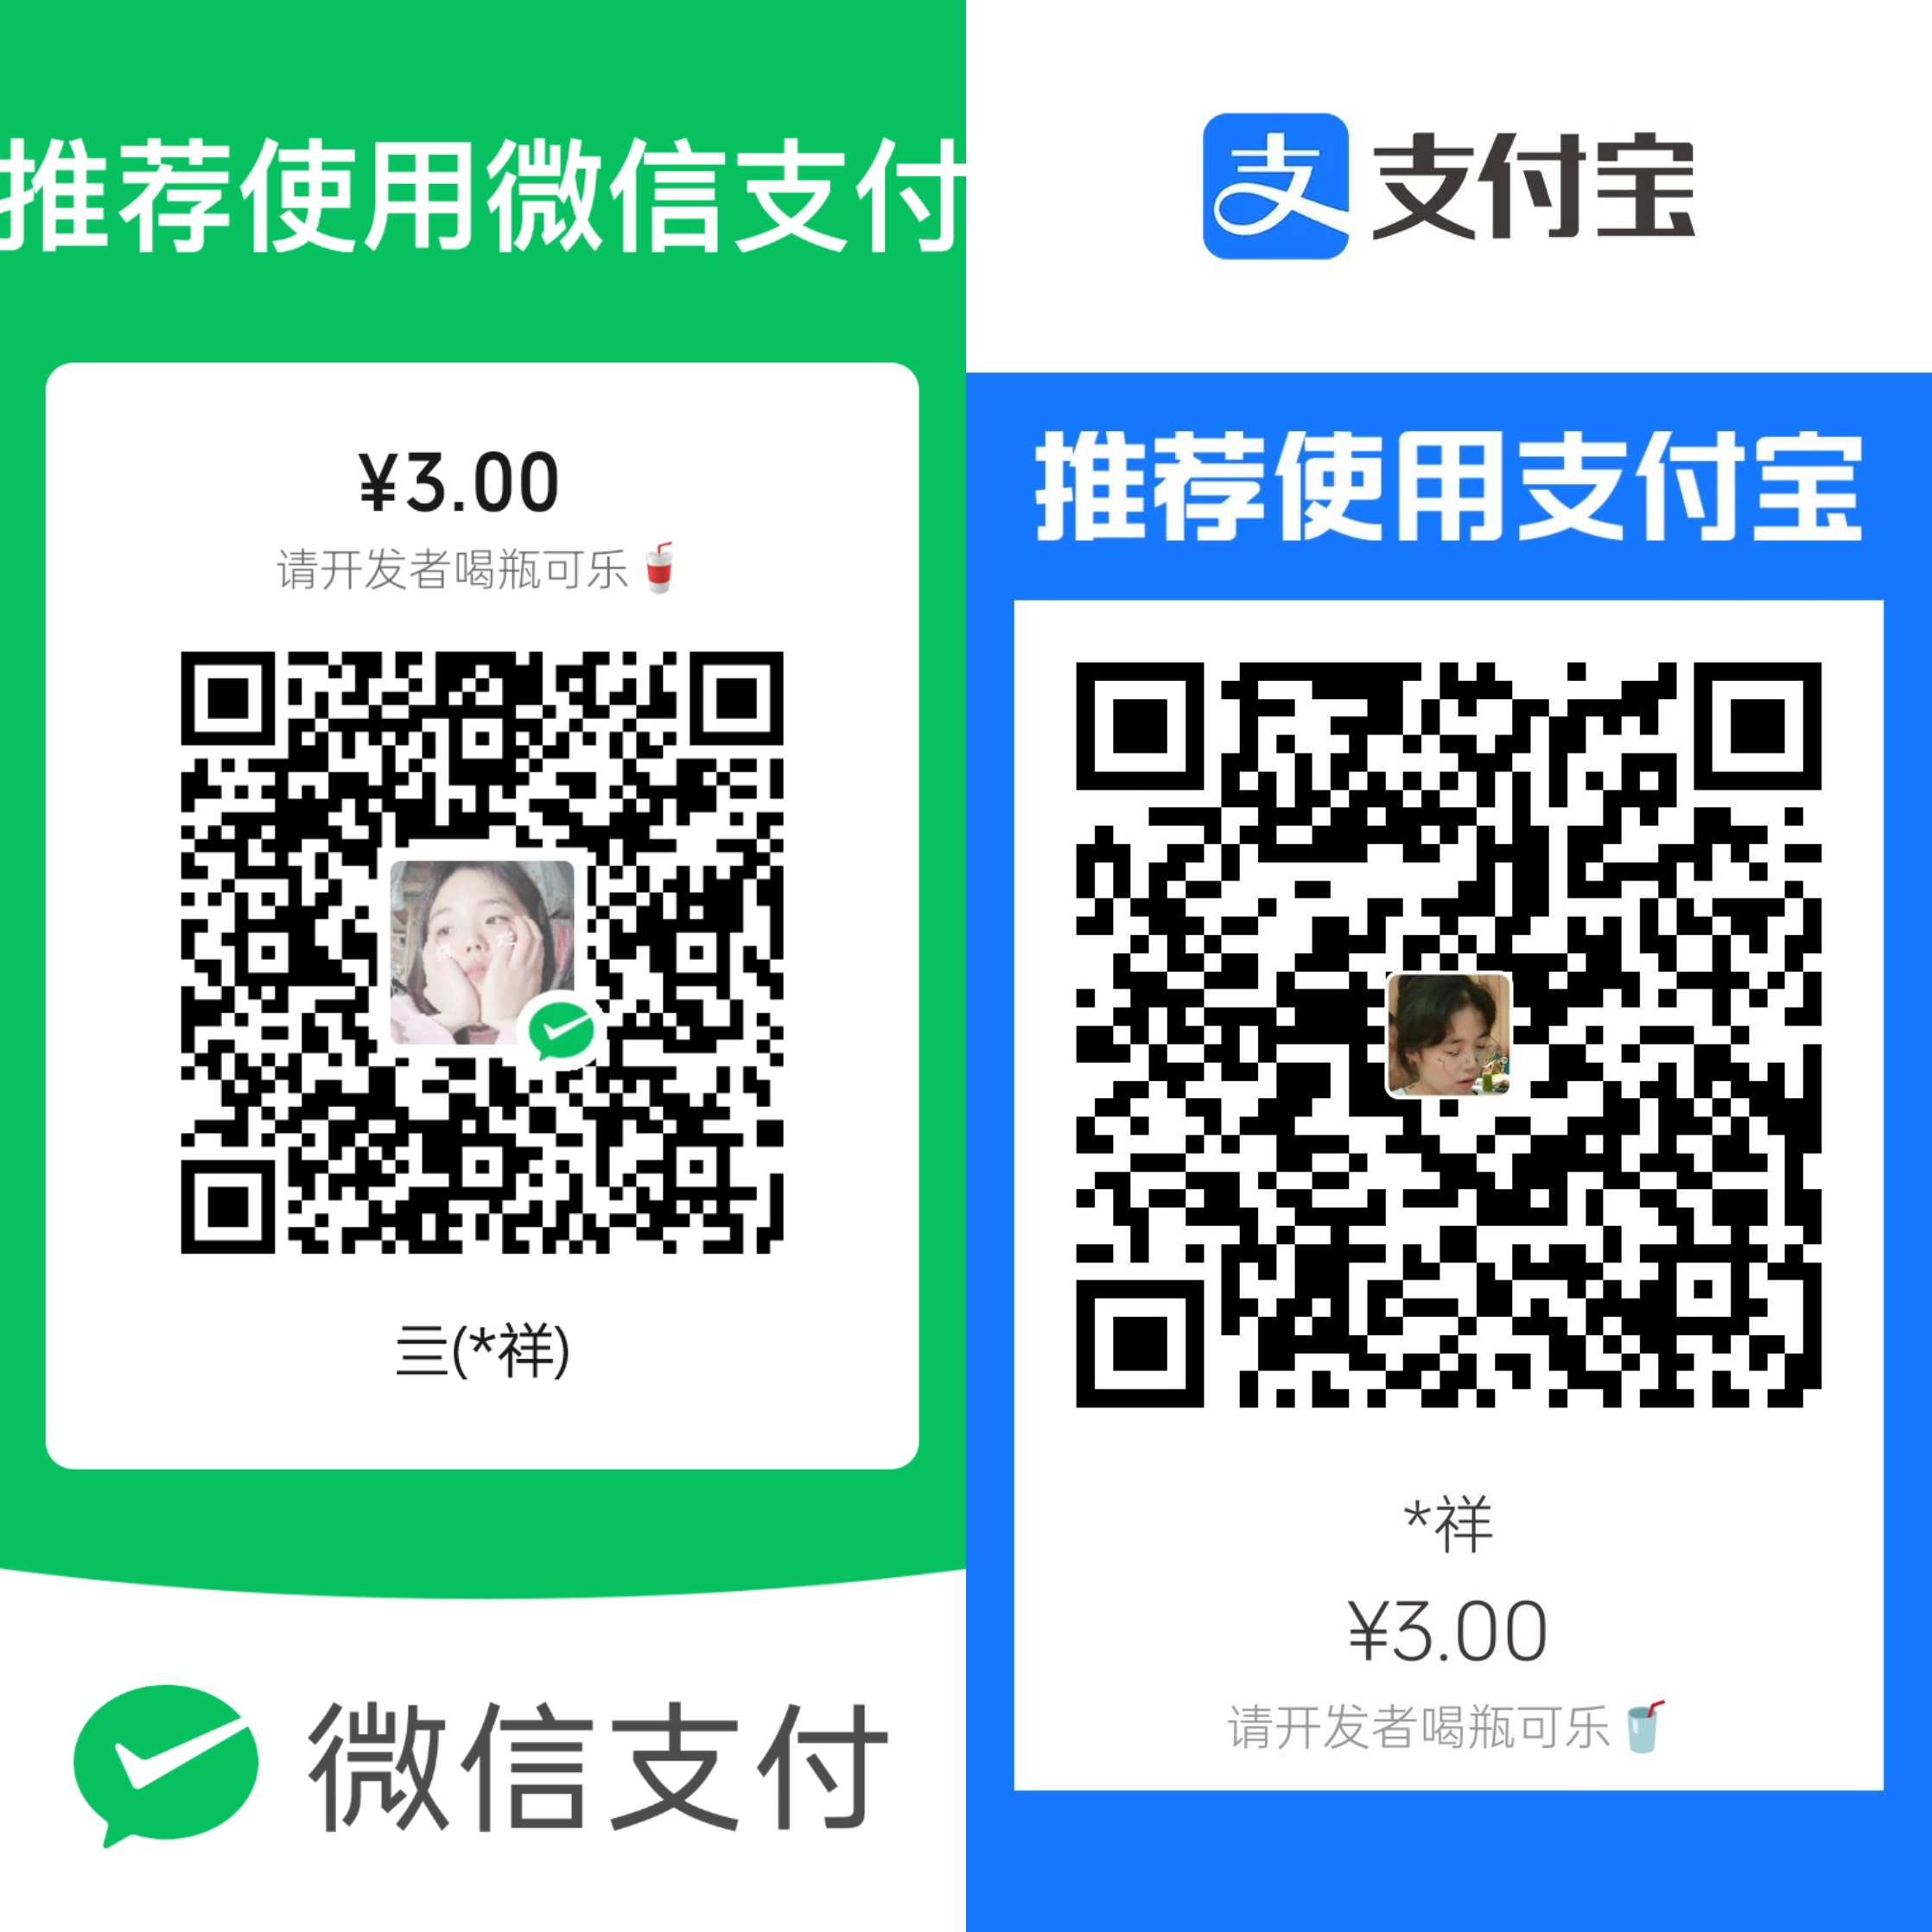 推荐使用微信支付
¥3.00
请开发者喝瓶可乐🥤
亖(*祥)
微信支付
支 支付宝
推荐使用支付宝
*祥
¥3.00
请开发者喝瓶可乐🥤